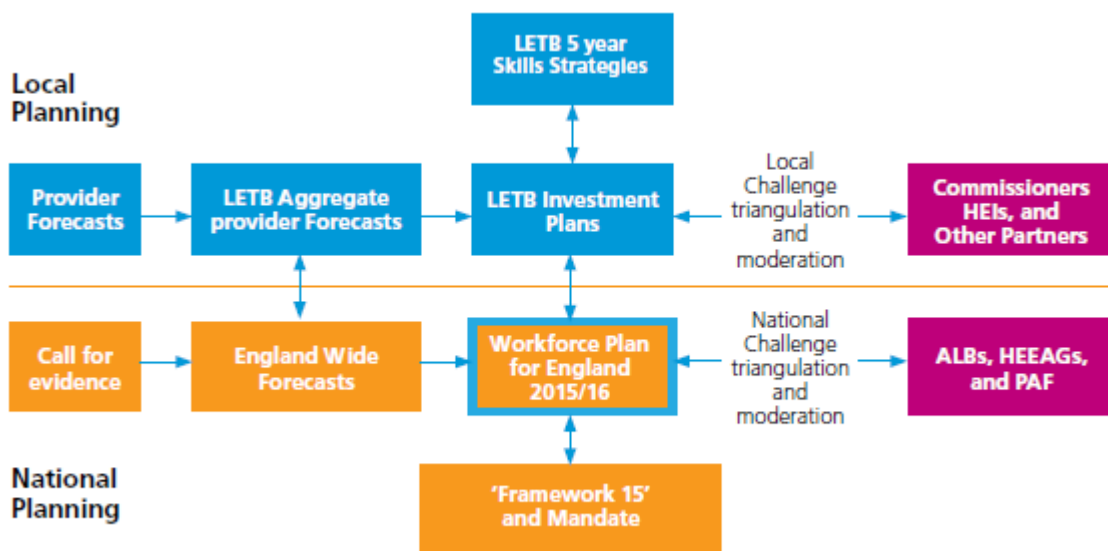 LETB 5 year
Skills Strategies
Local
Planning
Provider
Forecasts
LETB Aggregate
provider Forecasts
LETB Investment
Plans
Local
Challenge
triangulation
and
moderation
Commissioners
HEIs, and
Other Partners
Call for
evidence
England Wide
Forecasts
Workforce Plan
for England
2015/16
National
Challenge
triangulation
and
moderation
ALBs, HEEAGs,
and PAF
National
Planning
‘Framework 15’
and Mandate